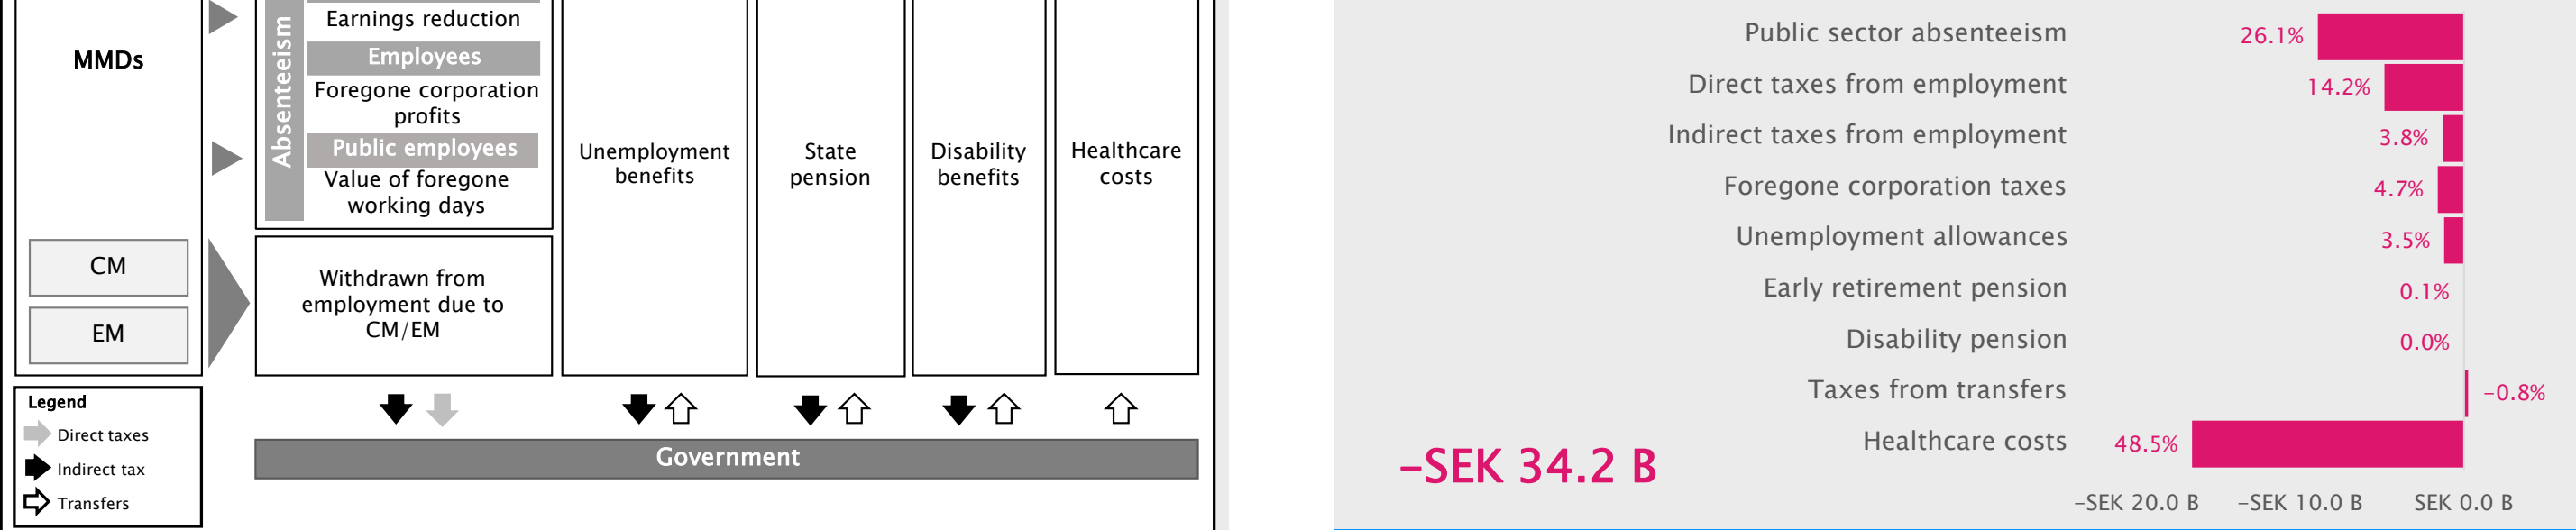 MMDs
CM
EM
Absenteeism
Earnings reduction
Employees
Foregone corporation
profits
Public employees
Value of foregone
working days
Withdrawn from
employment due to
CM/EM
Unemployment
benefits
State
pension
Disability
benefits
Healthcare
costs
Government
Legend
Direct taxes
Indirect tax
Transfers
Public sector absenteeism 26.1%
Direct taxes from employment 14.2%
Indirect taxes from employment 3.8%
Foregone corporation taxes 4.7%
Unemployment allowances 3.5%
Early retirement pension 0.1%
Disability pension 0.0%
Taxes from transfers -0.8%
Healthcare costs 48.5%
-SEK 34.2 B
-SEK 20.0 B -SEK 10.0 B SEK 0.0 B